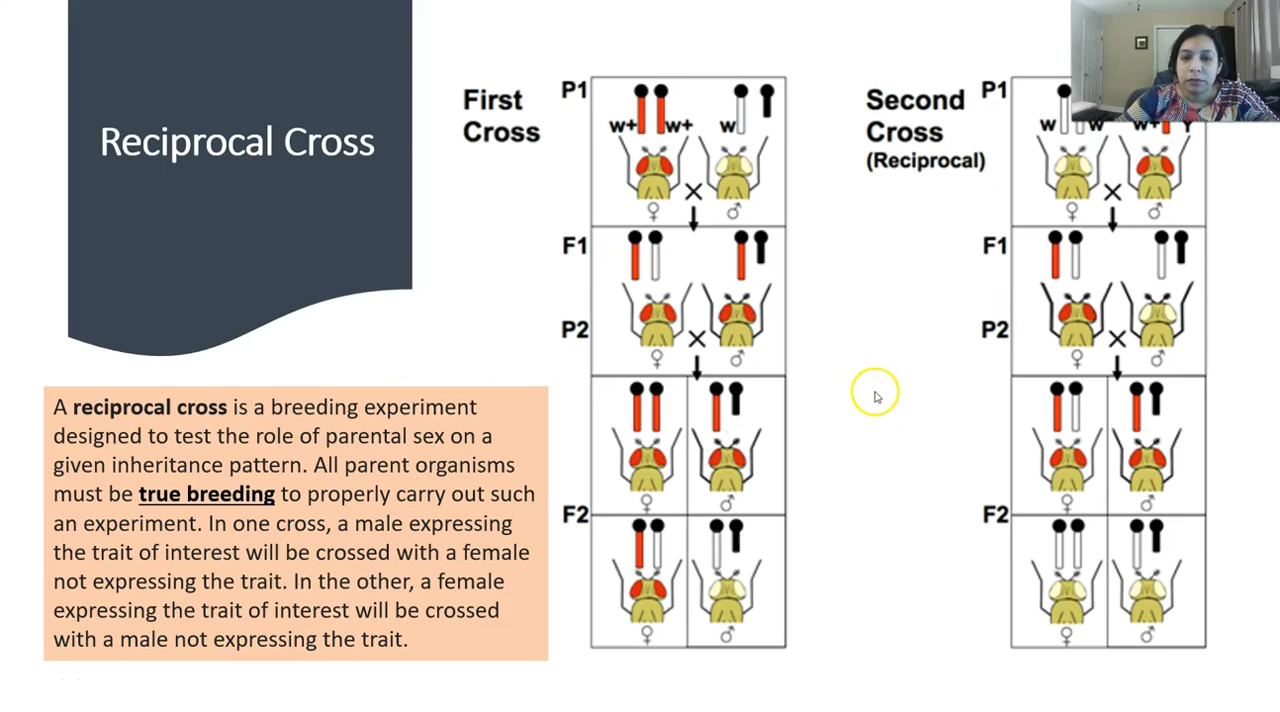 Reciprocal Cross
A reciprocal cross is a breeding experiment
designed to test the role of parental sex on a
given inheritance pattern. All parent organisms
must be true breeding to properly carry out such
an experiment. In one cross, a male expressing
the trait of interest will be crossed with a female
not expressing the trait. In the other, a female
expressing the trait of interest will be crossed
with a male not expressing the trait.
First
Cross
P1
w+ w+ w
♀ ♂
F1
P2
♀ ♂
♀ ♂
F2
♀ ♂
Second
Cross
(Reciprocal)
P1
w w w+ Y
♀ ♂
F1
P2
♀ ♂
♀ ♂
F2
♀ ♂